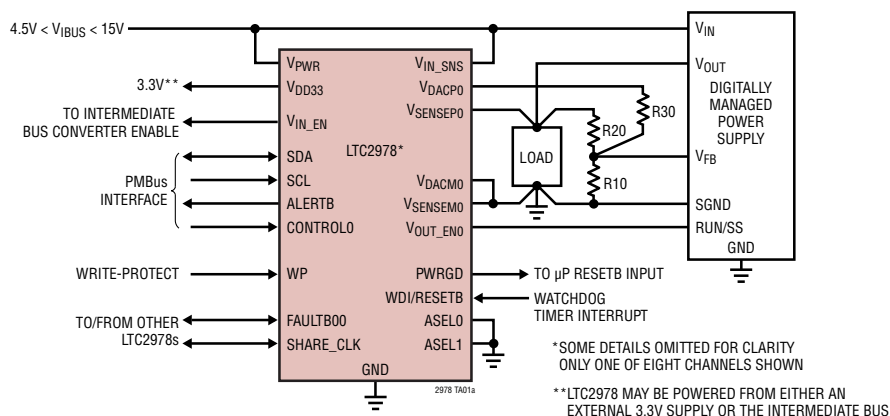 4.5V < VIBUS < 15V
VPWR
VDD33
VIN_EN
SDA
SCL
ALERTB
CONTROL0
WP
FAULTB00
SHARE_CLK
GND
LTC2978*
VIN_SNS
VDACP0
VSENSEP0
VDACM0
VSENSEM0
VOUT_EN0
PWRGD
WDI/RESETB
ASEL0
ASEL1
3.3V**
TO INTERMEDIATE
BUS CONVERTER ENABLE
PMBus
INTERFACE
WRITE-PROTECT
TO/FROM OTHER
LTC2978s
LOAD
R20
R30
R10
VIN
VOUT
DIGITALLY
MANAGED
POWER
SUPPLY
VFB
SGND
RUN/SS
GND
TO µP RESETB INPUT
WATCHDOG
TIMER INTERRUPT
2978 TA01a
*SOME DETAILS OMITTED FOR CLARITY
ONLY ONE OF EIGHT CHANNELS SHOWN
**LTC2978 MAY BE POWERED FROM EITHER AN
EXTERNAL 3.3V SUPPLY OR THE INTERMEDIATE BUS